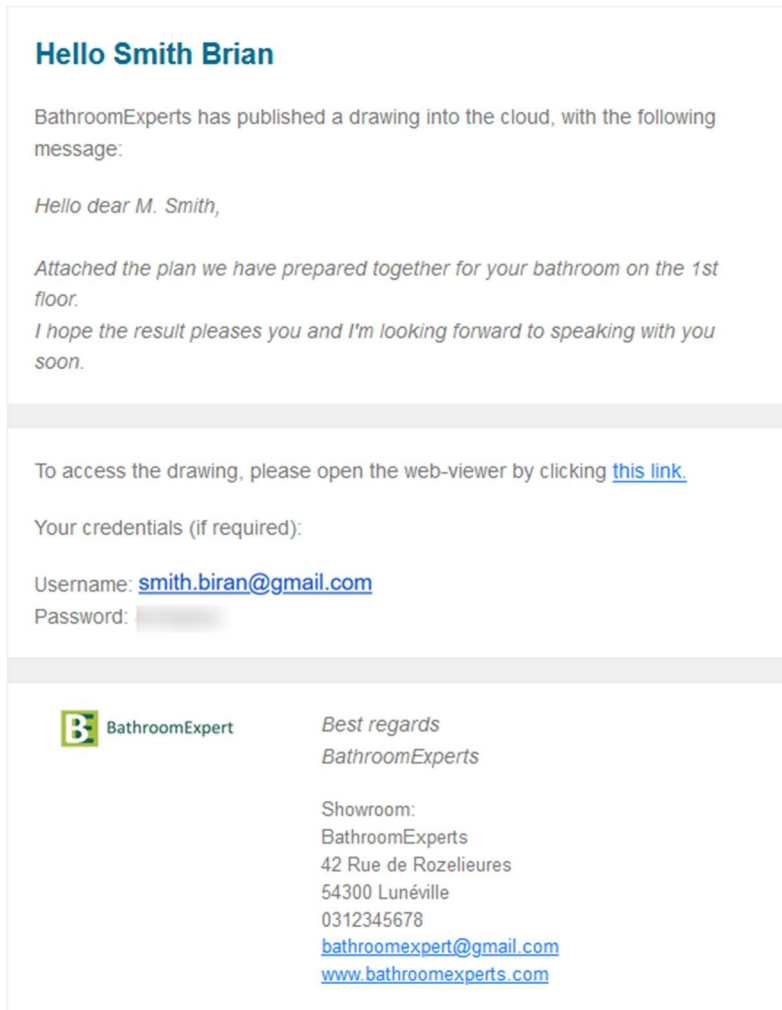 Hello Smith Brian
BathroomExperts has published a drawing into the cloud, with the following
message:
Hello dear M. Smith,
Attached the plan we have prepared together for your bathroom on the 1st
floor.
I hope the result pleases you and I'm looking forward to speaking with you
soon.
To access the drawing, please open the web-viewer by clicking this link.
Your credentials (if required):
Username: smith.biran@gmail.com
Password:
BE BathroomExpert
Best regards
BathroomExperts
Showroom:
BathroomExperts
42 Rue de Rozelieures
54300 Lunéville
0312345678
bathroomexpert@gmail.com
www.bathroomexperts.com